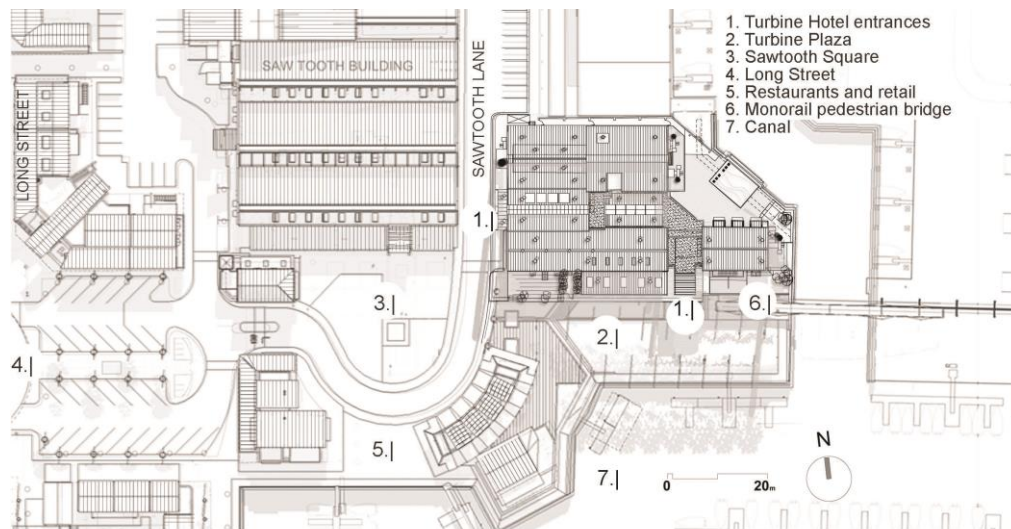 1. Turbine Hotel entrances
2. Turbine Plaza
3. Sawtooth Square
4. Long Street
5. Restaurants and retail
6. Monorail pedestrian bridge
7. Canal
SAW TOOTH BUILDING
SAWTOOTH LANE
LONG STREET
1.|
3.|
1.|
6.|
2.|
4.|
5.|
7.|
N
0 20m